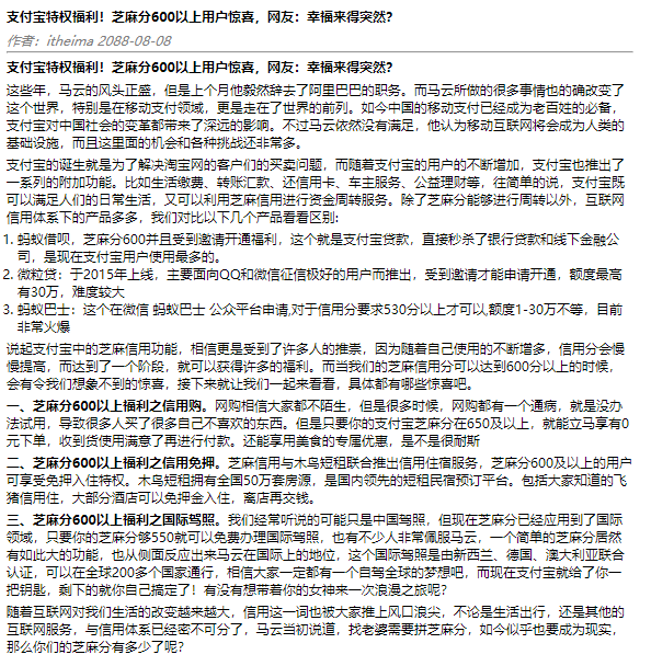 支付宝特权福利！芝麻分600以上用户惊喜，网友：幸福来得突然？
作者：itheima 2088-08-08
支付宝特权福利！芝麻分600以上用户惊喜，网友：幸福来得突然？
这些年，马云的风头正盛，但是上个月他毅然辞去了阿里巴巴的职务。而马云所做的很多事情也的确改变了
这个世界，特别是在移动支付领域，更是走在了世界的前列。如今中国的移动支付已经成为老百姓的必备，
支付宝对中国社会的变革都带来了深远的影响。不过马云依然没有满足，他认为移动互联网将会成为人类的
基础设施，而且这里面的机会和各种挑战还非常多。
支付宝的诞生就是为了解决淘宝网的客户们的买卖问题，而随着支付宝的用户的不断增加，支付宝也推出了
一系列的附加功能。比如生活缴费、转账汇款、还信用卡、车主服务、公益理财等，往简单的说，支付宝既
可以满足人们的日常生活，又可以利用芝麻信用进行资金周转服务。除了芝麻分能够进行周转以外，互联网
信用体系下的产品多多，我们对比以下几个产品看看区别:
1. 蚂蚁借呗，芝麻分600并且受到邀请开通福利，这个就是支付宝贷款，直接秒杀了银行贷款和线下金融公
司，是现在支付宝用户使用最多的。
2. 微粒贷：于2015年上线，主要面向QQ和微信征信极好的用户而推出，受到邀请才能申请开通，额度最高
有30万，难度较大
3. 蚂蚁巴士：这个在微信 蚂蚁巴士 公众平台申请,对于信用分要求530分以上才可以,额度1-30万不等，目前
非常火爆
说起支付宝中的芝麻信用功能，相信更是受到了许多人的推崇，因为随着自己使用的不断增多，信用分会慢
慢提高，而达到了一个阶段，就可以获得许多的福利。而当我们的芝麻信用分可以达到600分以上的时候，
会有令我们想象不到的惊喜，接下来就让我们一起来看看，具体都有哪些惊喜吧。
一、芝麻分600以上福利之信用购。网购相信大家都不陌生，但是很多时候，网购都有一个通病，就是没办
法试用，导致很多人买了很多自己不喜欢的东西。但是只要你的支付宝芝麻分在650及以上，就能立马享有0
元下单，收到货使用满意了再进行付款。还能享用美食的专属优惠，是不是很耐斯
二、芝麻分600以上福利之信用免押。芝麻信用与木鸟短租联合推出信用住宿服务，芝麻分600及以上的用户
可享受免押入住特权。木鸟短租拥有全国50万套房源，是国内领先的短租民宿预订平台。包括大家知道的飞
猪信用住，大部分酒店可以免押金入住，离店再交钱。
三、芝麻分600以上福利之国际驾照。我们经常听说的可能只是中国驾照，但现在芝麻分已经应用到了国际
领域，只要你的芝麻分够550就可以免费办理国际驾照，也有不少人非常佩服马云，一个简单的芝麻分居然
有如此大的功能，也从侧面反应出来马云在国际上的地位，这个国际驾照是由新西兰、德国、澳大利亚联合
认证，可以在全球200多个国家通行，相信大家一定都有一个自驾全球的梦想吧，而现在支付宝就给了你一
把钥匙，剩下的就你自己搞定了！有没有想带着你的女神来一次浪漫之旅呢？
随着互联网对我们生活的改变越来越大，信用这一词也被大家推上风口浪尖，不论是生活出行，还是其他的
互联网服务，与信用体系已经密不可分了，马云当初说道，找老婆需要拼芝麻分，如今似乎也要成为现实，
那么你们的芝麻分有多少了呢？